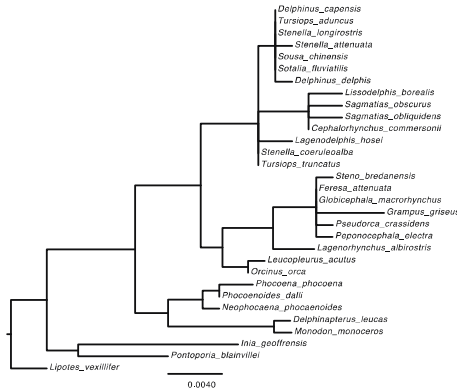 Delphinus_capensis
Tursiops_aduncus
Stenella_longirostris
Stenella_attenuata
Sousa_chinensis
Sotalia_fluviatilis
Delphinus_delphis
Lissodelphis_borealis
Sagmatias_obscurus
Sagmatias_obliquidens
Cephalorhynchus_commersonii
Lagenodelphis_hosei
Stenella_coeruleoalba
Tursiops_truncatus
Steno_bredanensis
Feresa_attenuata
Globicephala_macrorhynchus
Grampus_griseus
Pseudorca_crassidens
Peponocephala_electra
Lagenorhynchus_albirostris
Leucopleurus_acutus
Orcinus_orca
Phocoena_phocoena
Phocoenoides_dalli
Neophocaena_phocaenoides
Delphinapterus_leucas
Monodon_monoceros
Inia_geoffrensis
Pontoporia_blainvillei
Lipotes_vexillifer
0.0040